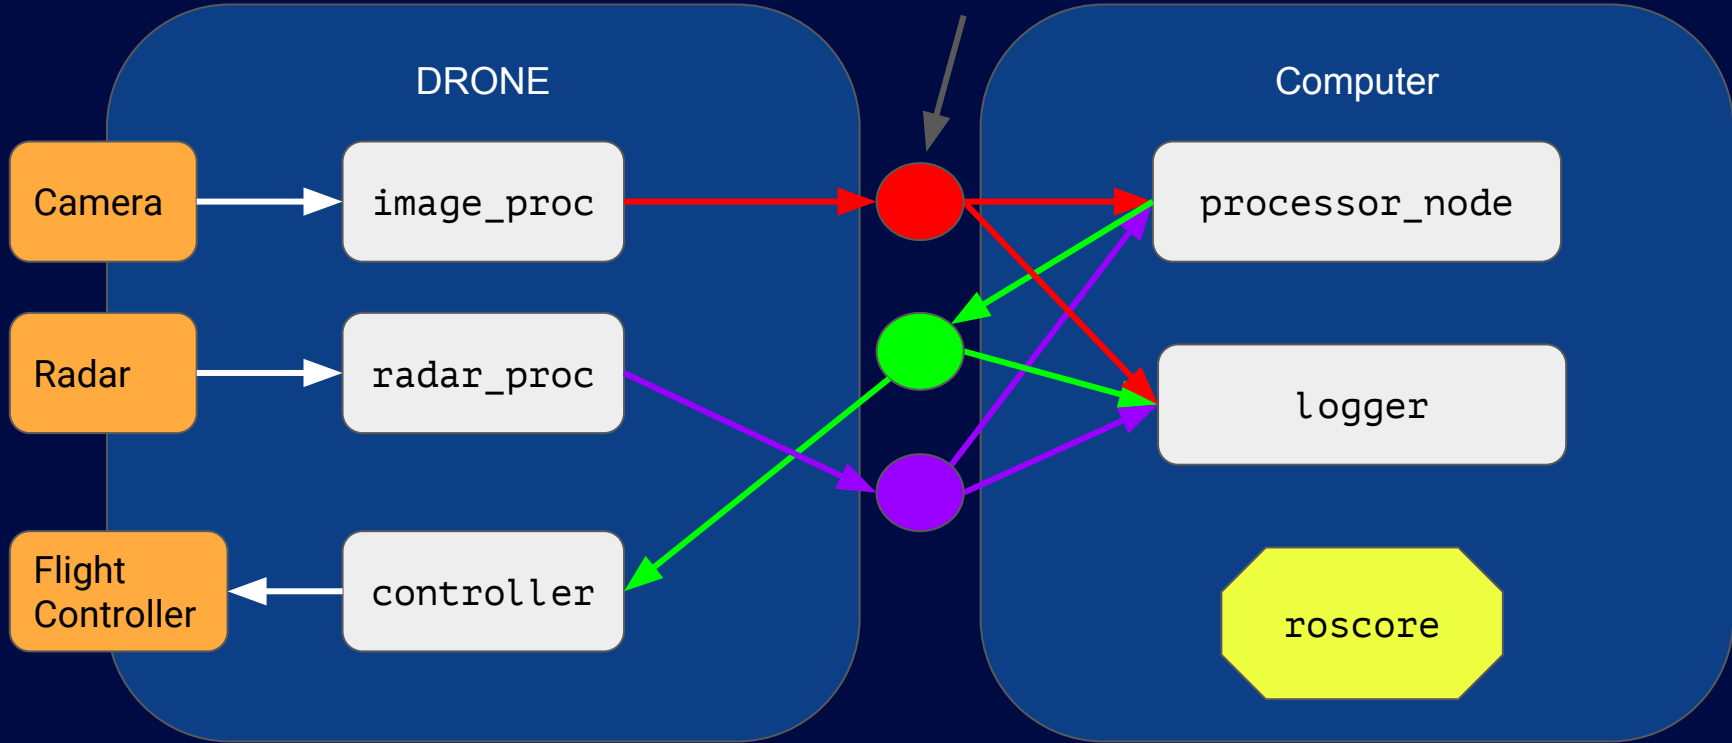 DRONE
Computer
Camera
image_proc
processor_node
Radar
radar_proc
logger
Flight
Controller
controller
roscore